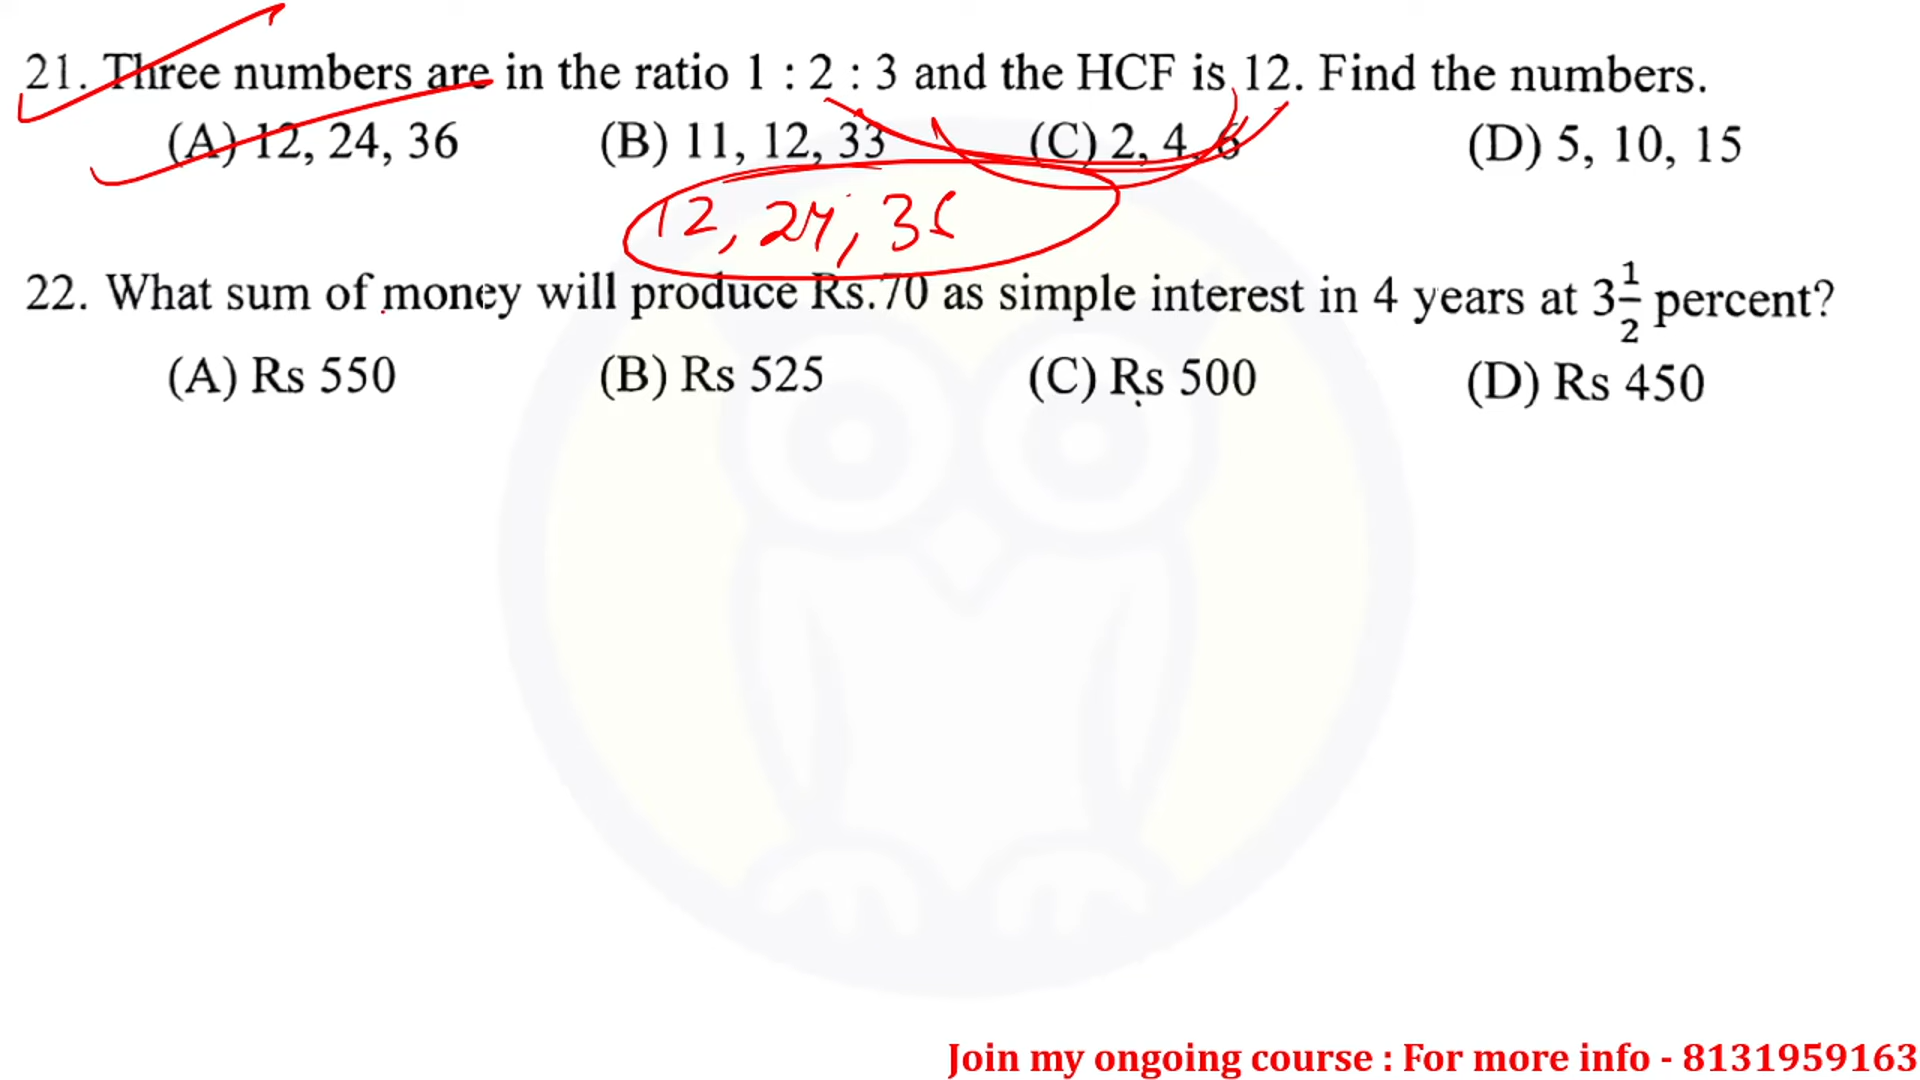 21. Three numbers are in the ratio 1 : 2 : 3 and the HCF is 12. Find the numbers.
(A) 12, 24, 36 (B) 11, 12, 33 (C) 2, 4, 6 (D) 5, 10, 15
12, 24, 36
22. What sum of money will produce Rs.70 as simple interest in 4 years at 3 1/2 percent?
(A) Rs 550 (B) Rs 525 (C) Rs 500 (D) Rs 450
Join my ongoing course : For more info - 8131959163